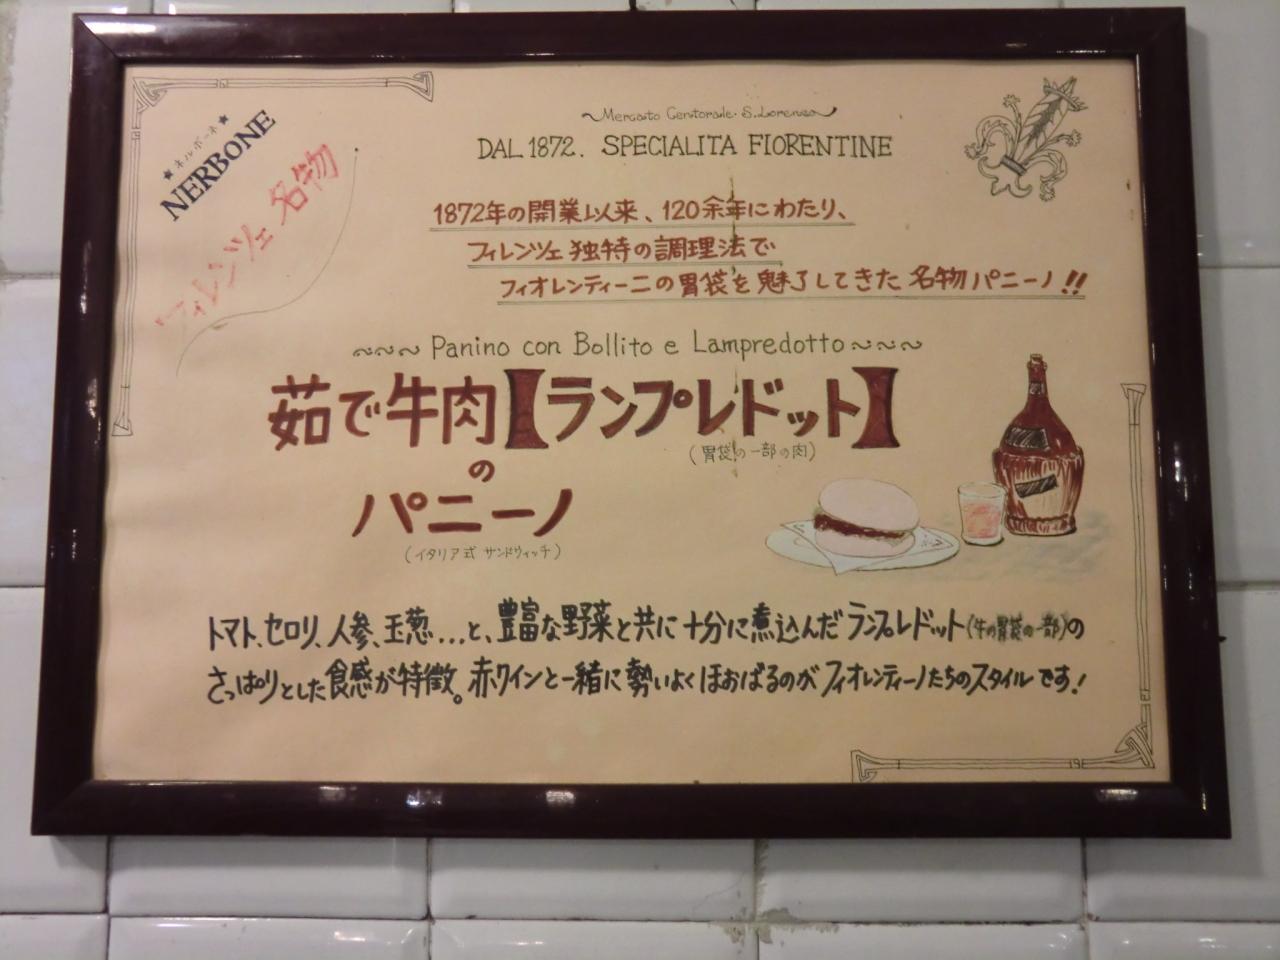 ★ネルボーネ★
NERBONE
フィレンツェ名物
Mercato Centorale・S.Lorenzo
DAL 1872. SPECIALITA FIORENTINE
1872年の開業以来、120余年にわたり、
フィレンツェ独特の調理法で
フィオレンティーニの胃袋を魅了してきた名物パニーノ!!
~~~ Panino con Bollito e Lampredotto ~~~
茹で牛肉【ランプレドット】
(胃袋の一部の肉)
の
パニーノ
(イタリア式サンドウィッチ)
トマト、セロリ、人参、玉葱...と、豊富な野菜と共に十分に煮込んだランプレドット(牛の胃袋の一部)の
さっぱりとした食感が特徴。赤ワインと一緒に勢いよくほおばるのがフィオレンティーノたちのスタイルです!